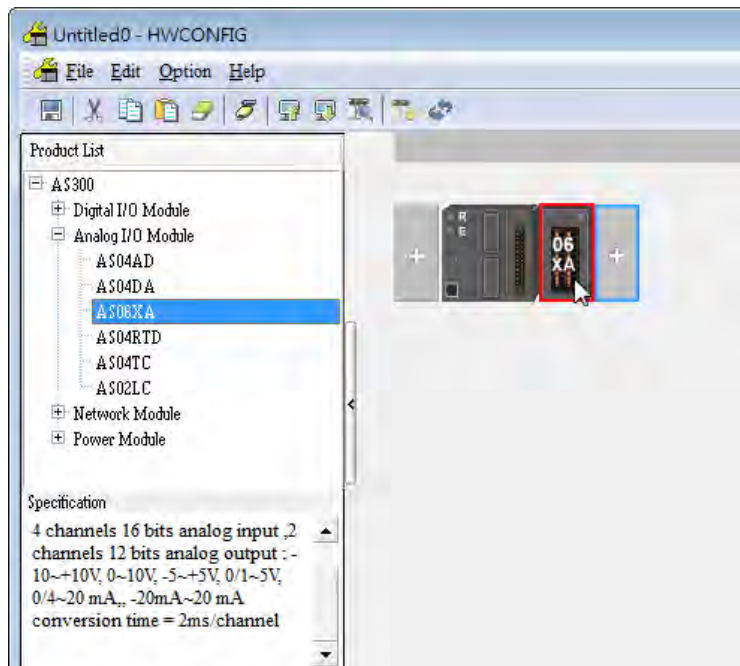 Untitled0 - HWCONFIG
File Edit Option Help
Product List
AS300
Digital I/O Module
Analog I/O Module
AS04AD
AS04DA
AS06XA
AS04RTD
AS04TC
AS02LC
Network Module
Power Module
R
E
06
XA
Specification
4 channels 16 bits analog input ,2
channels 12 bits analog output : -
10~+10V, 0~10V, -5~+5V, 0/1~5V,
0/4~20 mA,, -20mA~20 mA
conversion time = 2ms/channel